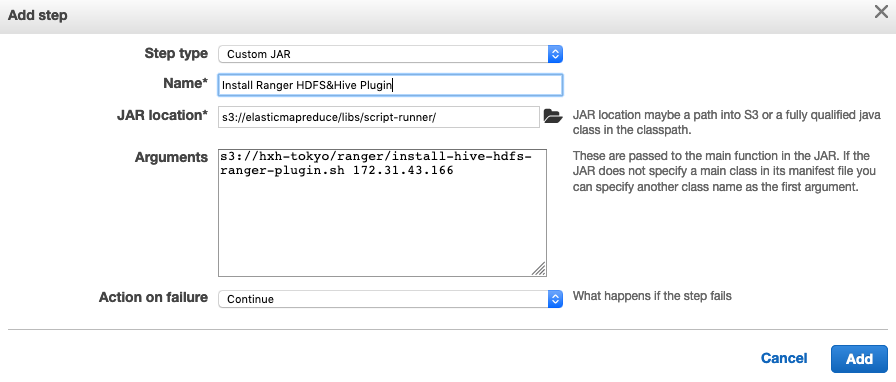 Add step
Step type Custom JAR
Name* Install Ranger HDFS&Hive Plugin
JAR location* s3://elasticmapreduce/libs/script-runner/ JAR location maybe a path into S3 or a fully qualified java
class in the classpath.
Arguments s3://hxh-tokyo/ranger/install-hive-hdfs- These are passed to the main function in the JAR. If the
ranger-plugin.sh 172.31.43.166 JAR does not specify a main class in its manifest file you
can specify another class name as the first argument.
Action on failure Continue What happens if the step fails
Cancel Add